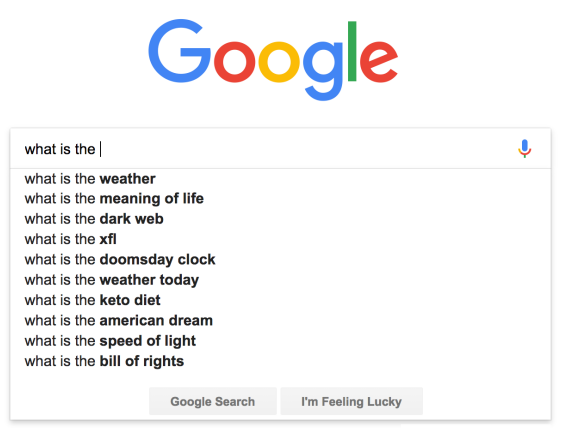 Google
what is the
what is the weather
what is the meaning of life
what is the dark web
what is the xfl
what is the doomsday clock
what is the weather today
what is the keto diet
what is the american dream
what is the speed of light
what is the bill of rights
Google Search I'm Feeling Lucky